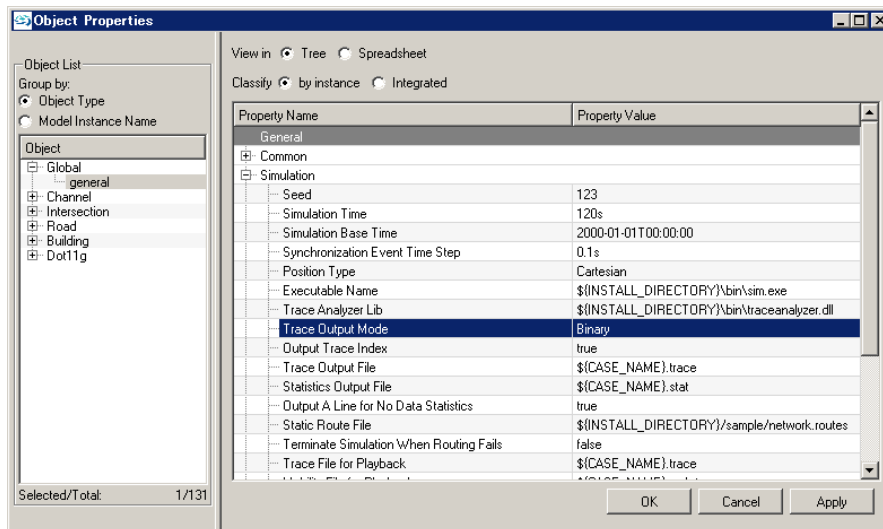 Object Properties
Object List
Group by:
Object Type
Model Instance Name
Object
Global
general
Channel
Intersection
Road
Building
Dot11g
Selected/Total: 1/131
View in Tree Spreadsheet
Classify by instance Integrated
Property Name Property Value
General
Common
Simulation
Seed 123
Simulation Time 120s
Simulation Base Time 2000-01-01T00:00:00
Synchronization Event Time Step 0.1s
Position Type Cartesian
Executable Name ${INSTALL_DIRECTORY}\bin\sim.exe
Trace Analyzer Lib ${INSTALL_DIRECTORY}\bin\traceanalyzer.dll
Trace Output Mode Binary
Output Trace Index true
Trace Output File ${CASE_NAME}.trace
Statistics Output File ${CASE_NAME}.stat
Output A Line for No Data Statistics true
Static Route File ${INSTALL_DIRECTORY}/sample/network.routes
Terminate Simulation When Routing Fails false
Trace File for Playback ${CASE_NAME}.trace
OK Cancel Apply